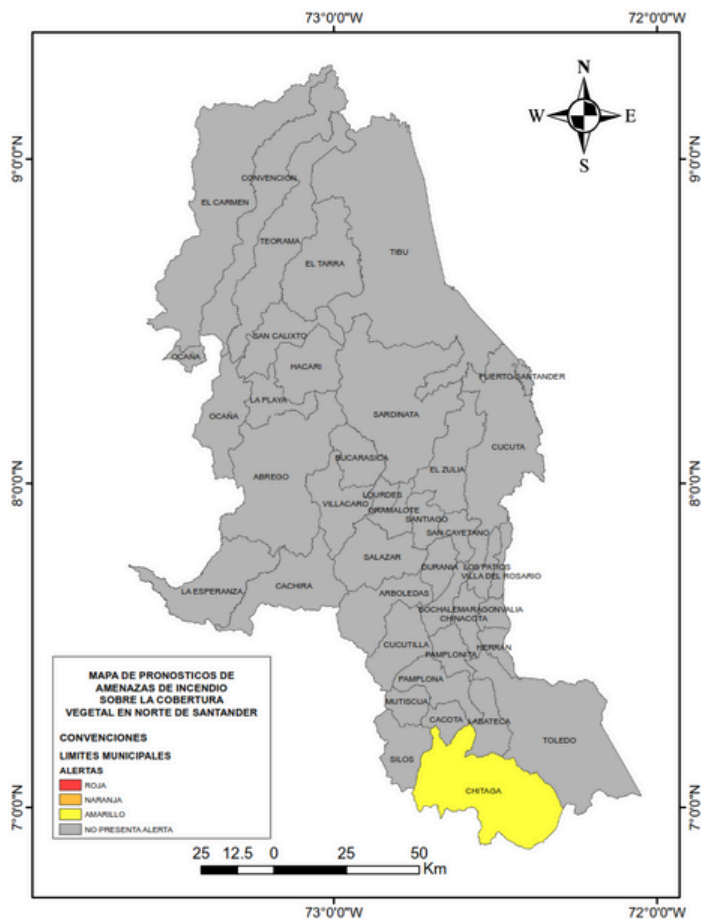 73°0'0"W
72°0'0"W
N
W
E
S
9°0'0"N
9°0'0"N
CONVENCIÓN
EL CARMEN
TEORAMA
TIBU
EL TARRA
SAN CALIXTO
OCAÑA
HACARI
PUERTO SANTANDER
LA PLAYA
OCAÑA
SARDINATA
CUCUTA
BUCARASICA
EL ZULIA
ABREGO
8°0'0"N
8°0'0"N
LOURDES
VILLACARO
GRAMALOTE
SANTIAGO
SAN CAYETANO
SALAZAR
DURANIA
LOS PATIOS
VILLA DEL ROSARIO
LA ESPERANZA
CACHIRA
ARBOLEDAS
BOCHALEMA
RAGONVALIA
CHINACOTA
CUCUTILLA
HERRAN
PAMPLONITA
PAMPLONA
MUTISCUA
CACOTA
LABATECA
TOLEDO
SILOS
CHITAGA
7°0'0"N
7°0'0"N
MAPA DE PRONOSTICOS DE
AMENAZAS DE INCENDIO
SOBRE LA COBERTURA
VEGETAL EN NORTE DE SANTANDER
CONVENCIONES
LIMITES MUNICIPALES
ALERTAS
ROJA
NARANJA
AMARILLO
NO PRESENTA ALERTA
25 12.5 0 25 50
Km
73°0'0"W
72°0'0"W